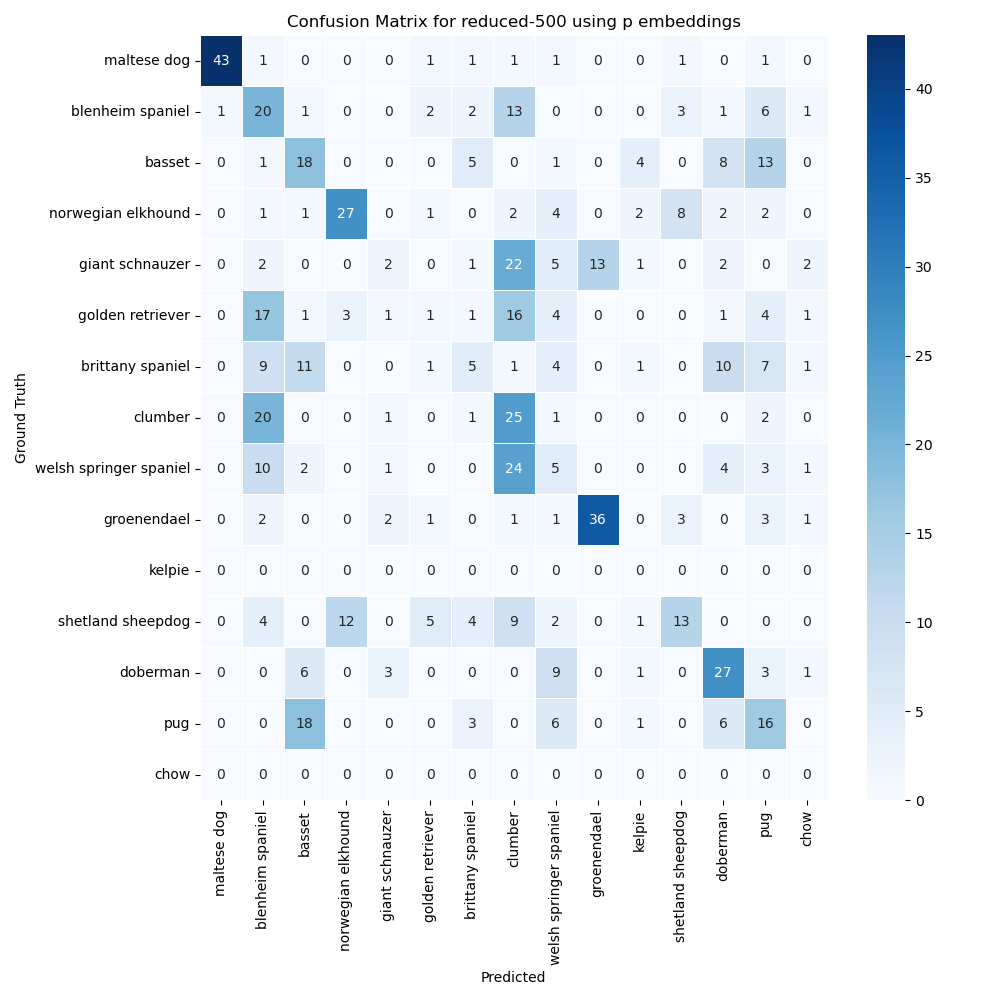 Confusion Matrix for reduced-500 using p embeddings
maltese dog 43 1 0 0 0 1 1 1 1 0 0 1 0 1 0
blenheim spaniel 1 20 1 0 0 2 2 13 0 0 0 3 1 6 1
basset 0 1 18 0 0 0 5 0 1 0 4 0 8 13 0
norwegian elkhound 0 1 1 27 0 1 0 2 4 0 2 8 2 2 0
giant schnauzer 0 2 0 0 2 0 1 22 5 13 1 0 2 0 2
golden retriever 0 17 1 3 1 1 1 16 4 0 0 0 1 4 1
brittany spaniel 0 9 11 0 0 1 5 1 4 0 1 0 10 7 1
clumber 0 20 0 0 1 0 1 25 1 0 0 0 0 2 0
welsh springer spaniel 0 10 2 0 1 0 0 24 5 0 0 0 4 3 1
groenendael 0 2 0 0 2 1 0 1 1 36 0 3 0 3 1
kelpie 0 0 0 0 0 0 0 0 0 0 0 0 0 0 0
shetland sheepdog 0 4 0 12 0 5 4 9 2 0 1 13 0 0 0
doberman 0 0 6 0 3 0 0 0 9 0 1 0 27 3 1
pug 0 0 18 0 0 0 3 0 6 0 1 0 6 16 0
chow 0 0 0 0 0 0 0 0 0 0 0 0 0 0 0
Ground Truth
maltese dog
blenheim spaniel
basset
norwegian elkhound
giant schnauzer
golden retriever
brittany spaniel
clumber
welsh springer spaniel
groenendael
kelpie
shetland sheepdog
doberman
pug
chow
Predicted
40
35
30
25
20
15
10
5
0